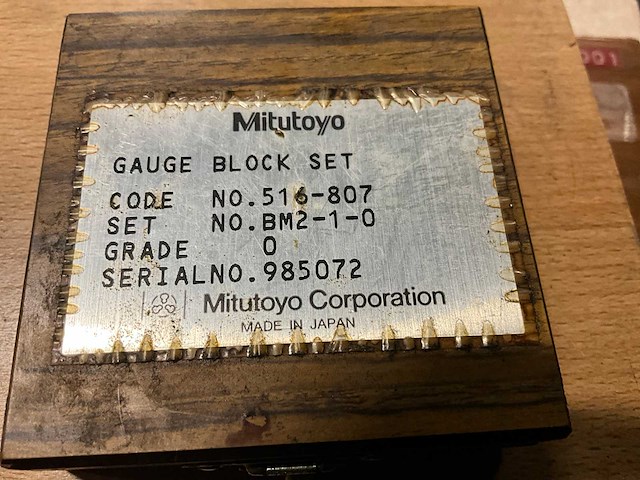 Mitutoyo
GAUGE BLOCK SET
CODE NO.516-807
SET NO.BM2-1-0
GRADE 0
SERIALNO.985072
Mitutoyo Corporation
MADE IN JAPAN
001